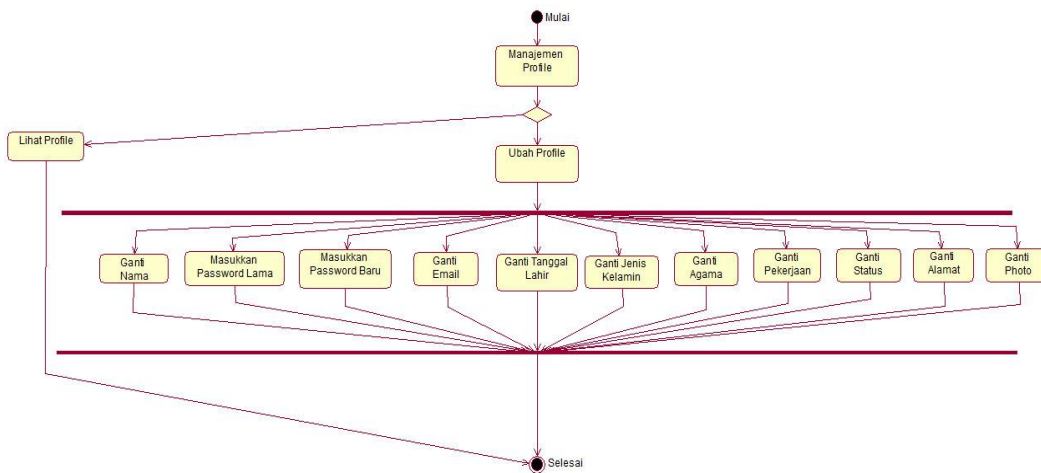 Mulai
Manajemen
Profile
Lihat Profile
Ubah Profile
Ganti
Nama
Masukkan
Password Lama
Masukkan
Password Baru
Ganti
Email
Ganti Tanggal
Lahir
Ganti Jenis
Kelamin
Ganti
Agama
Ganti
Pekerjaan
Ganti
Status
Ganti
Alamat
Ganti
Photo
Selesai